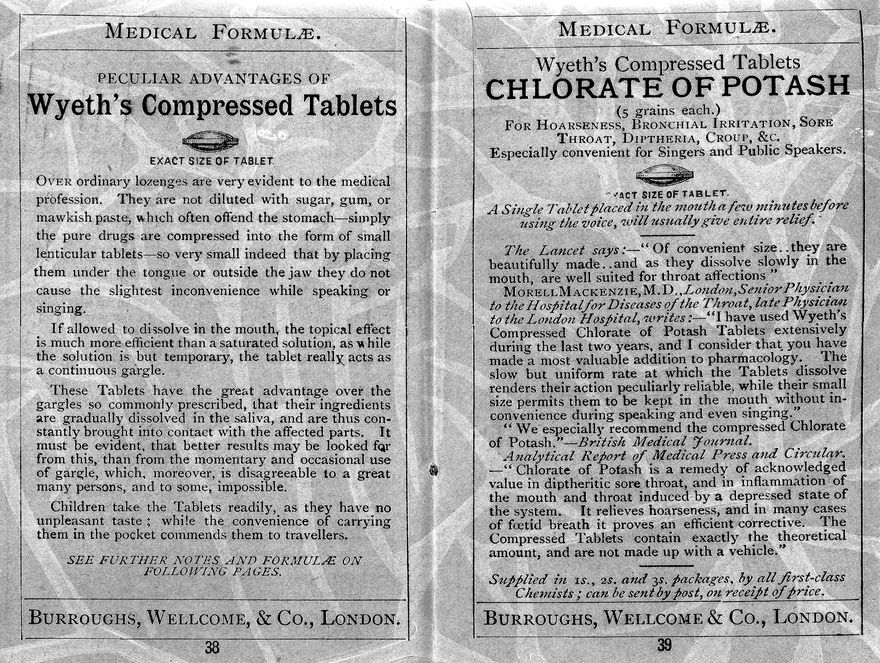 MEDICAL FORMULÆ.
PECULIAR ADVANTAGES OF
Wyeth's Compressed Tablets
EXACT SIZE OF TABLET.
OVER ordinary lozenges are very evident to the medical
profession. They are not diluted with sugar, gum, or
mawkish paste, which often offend the stomach—simply
the pure drugs are compressed into the form of small
lenticular tablets—so very small indeed that by placing
them under the tongue or outside the jaw they do not
cause the slightest inconvenience while speaking or
singing.
If allowed to dissolve in the mouth, the topical effect
is much more efficient than a saturated solution, as while
the solution is but temporary, the tablet really acts as
a continuous gargle.
These Tablets have the great advantage over the
gargles so commonly prescribed, that their ingredients
are gradually dissolved in the saliva, and are thus con-
stantly brought into contact with the affected parts. It
must be evident, that better results may be looked for
from this, than from the momentary and occasional use
of gargle, which, moreover, is disagreeable to a great
many persons, and to some, impossible.
Children take the Tablets readily, as they have no
unpleasant taste ; while the convenience of carrying
them in the pocket commends them to travellers.
SEE FURTHER NOTES AND FORMULÆ ON
FOLLOWING PAGES.
BURROUGHS, WELLCOME, & CO., LONDON.
38
MEDICAL FORMULÆ.
Wyeth's Compressed Tablets
CHLORATE OF POTASH
(5 grains each.)
FOR HOARSENESS, BRONCHIAL IRRITATION, SORE
THROAT, DIPTHERIA, CROUP, &C.
Especially convenient for Singers and Public Speakers.
EXACT SIZE OF TABLET.
A Single Tablet placed in the mouth a few minutes before
using the voice, will usually give entire relief.
The Lancet says:—"Of convenient size..they are
beautifully made..and as they dissolve slowly in the
mouth, are well suited for throat affections"
MORELL MACKENZIE, M.D., London, Senior Physician
to the Hospital for Diseases of the Throat, late Physician
to the London Hospital, writes:—"I have used Wyeth's
Compressed Chlorate of Potash Tablets extensively
during the last two years, and I consider that you have
made a most valuable addition to pharmacology. The
slow but uniform rate at which the Tablets dissolve
renders their action peculiarly reliable, while their small
size permits them to be kept in the mouth without in-
convenience during speaking and even singing."
"We especially recommend the compressed Chlorate
of Potash."—British Medical Journal.
Analytical Report of Medical Press and Circular.
—"Chlorate of Potash is a remedy of acknowledged
value in diptheritic sore throat, and in inflammation of
the mouth and throat induced by a depressed state of
the system. It relieves hoarseness, and in many cases
of fœtid breath it proves an efficient corrective. The
Compressed Tablets contain exactly the theoretical
amount, and are not made up with a vehicle."
Supplied in 1s., 2s. and 3s. packages, by all first-class
Chemists ; can be sent by post, on receipt of price.
BURROUGHS, WELLCOME & CO., LONDON.
39